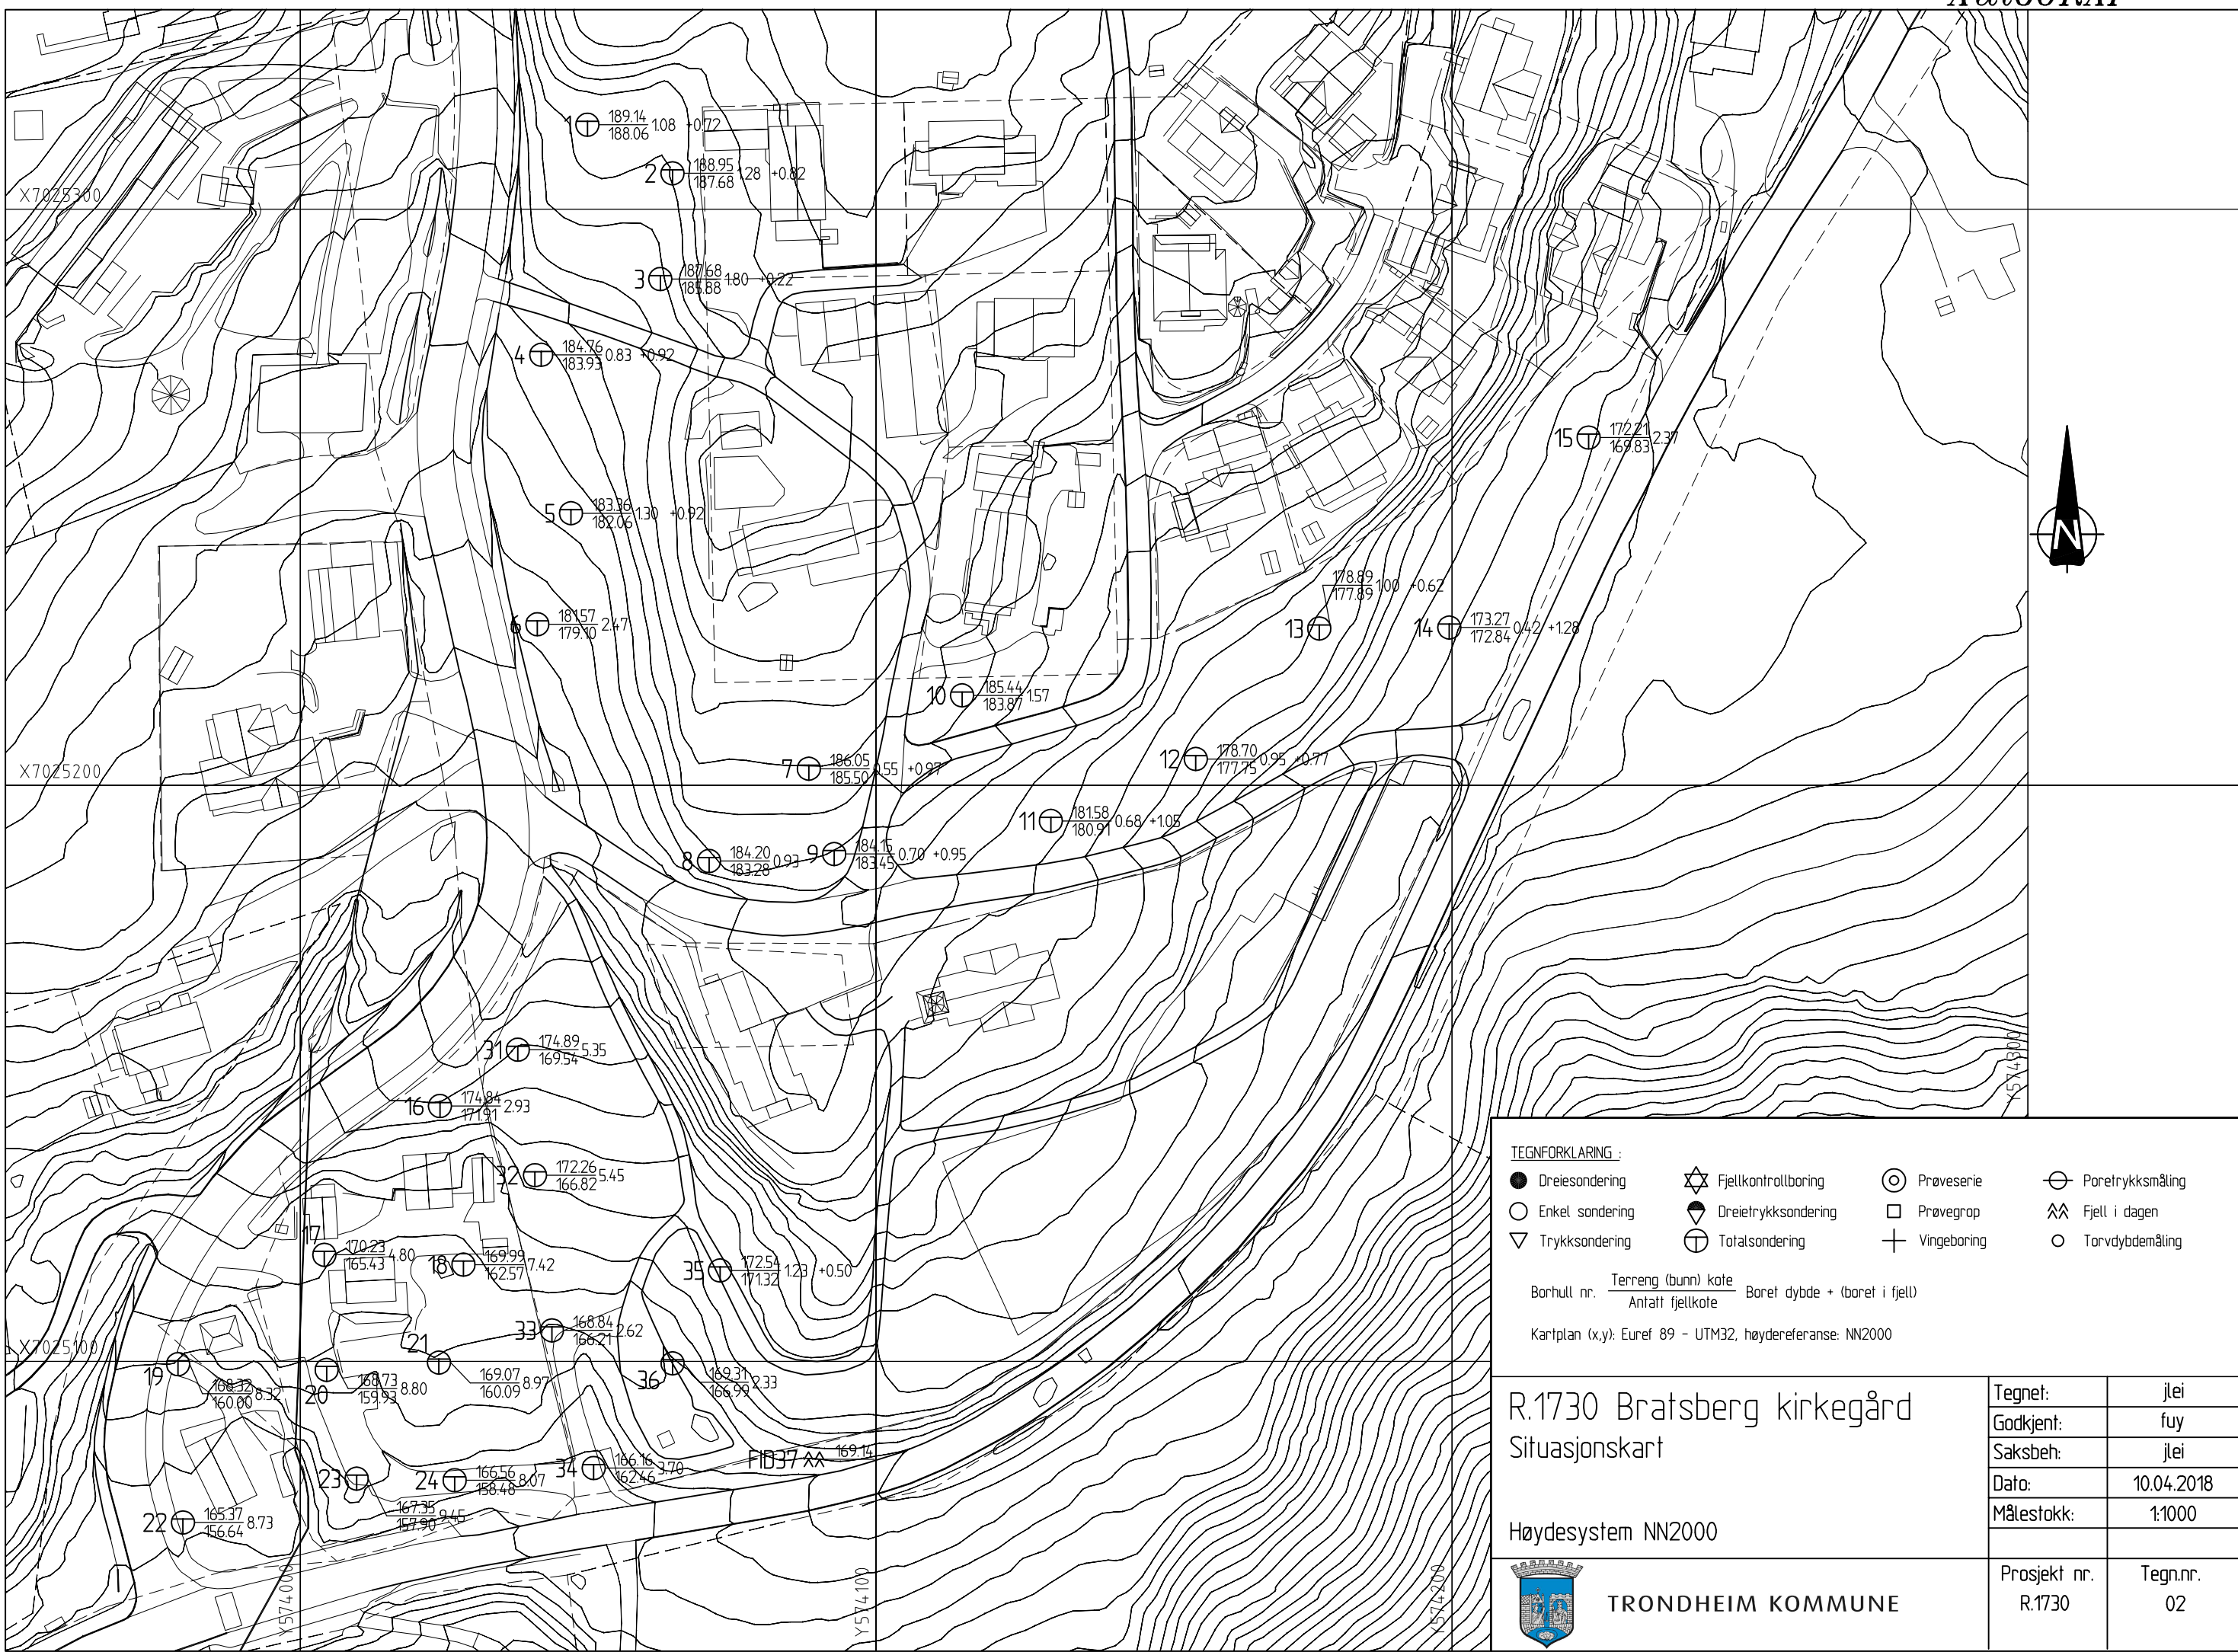 X7025300
X7025200
X7025100
Y574000
Y574100
Y574200
Y574300
N
1 189.14 188.06 1.08 +0.72
2 188.95 187.68 1.28 +0.82
3 187.68 185.88 1.80 +0.22
4 184.76 183.93 0.83 +0.92
5 183.36 182.06 1.30 +0.92
6 181.57 179.10 2.47
7 186.05 185.50 0.55 +0.97
8 184.20 183.28 0.93
9 184.15 183.45 0.70 +0.95
10 185.44 183.87 1.57
11 181.58 180.91 0.68 +1.05
12 178.70 177.75 0.95 +0.77
13 178.89 177.89 1.00 +0.62
14 173.27 172.84 0.42 +1.28
15 172.21 169.83 2.37
31 174.89 169.54 5.35
16 174.84 171.91 2.93
32 172.26 166.82 5.45
17 170.23 165.43 4.80
18 169.99 162.57 7.42
35 172.54 171.32 1.23 +0.50
33 168.84 166.21 2.62
19 168.32 160.00 8.32
20 168.73 159.93 8.80
21 169.07 160.09 8.97
36 169.31 166.99 2.33
34 166.16 162.46 3.70
FID37 169.14
23 167.35 157.90 9.45
24 166.56 158.48 8.07
22 165.37 156.64 8.73
TEGNFORKLARING :
Dreiesondering Fjellkontrollboring Prøveserie Poretrykksmåling
Enkel sondering Dreietrykksondering Prøvegrop Fjell i dagen
Trykksondering Totalsondering Vingeboring Torvdybdemåling
Borhull nr. Terreng (bunn) kote Antatt fjellkote Boret dybde + (boret i fjell)
Kartplan (x,y): Euref 89 - UTM32, høydereferanse: NN2000
R.1730 Bratsberg kirkegård
Situasjonskart
Høydesystem NN2000
Tegnet: jlei
Godkjent: fuy
Saksbeh: jlei
Dato: 10.04.2018
Målestokk: 1:1000
TRONDHEIM KOMMUNE
Prosjekt nr. Tegn.nr.
R.1730 02